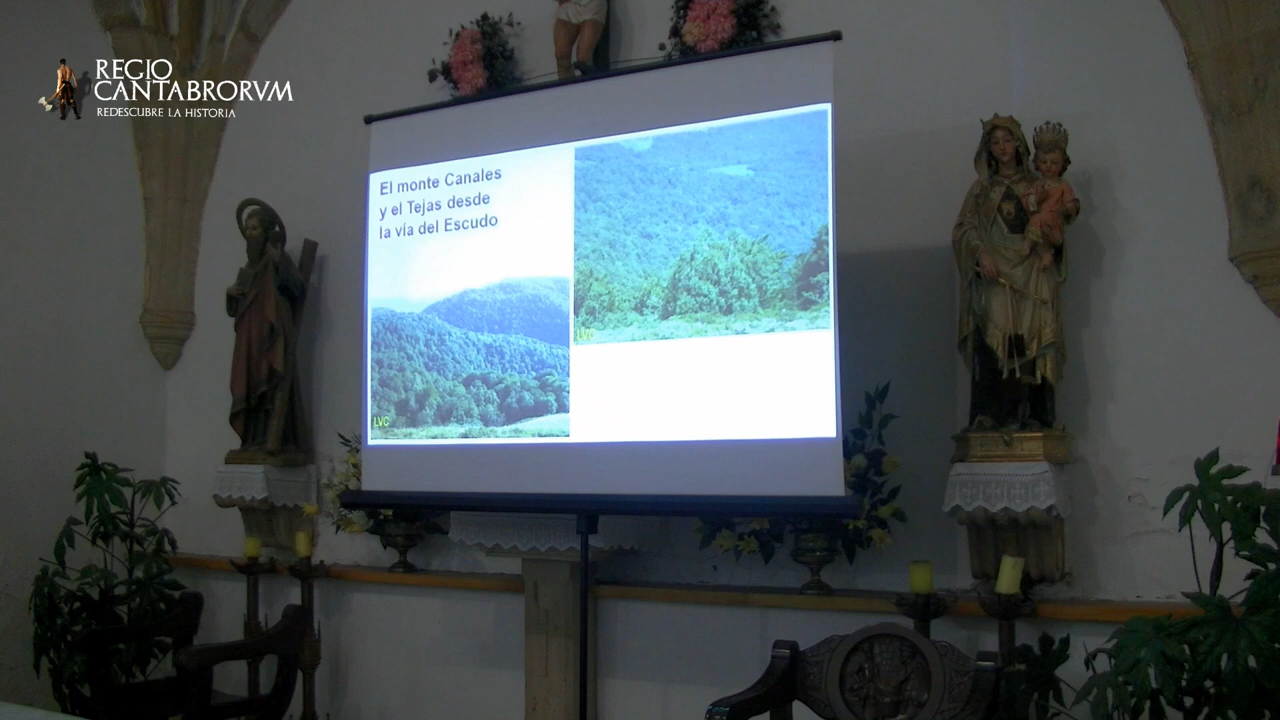 REGIO
CANTABRORVM
REDESCUBRE LA HISTORIA
El monte Canales
y el Tejas desde
la vía del Escudo
LVC
LVC